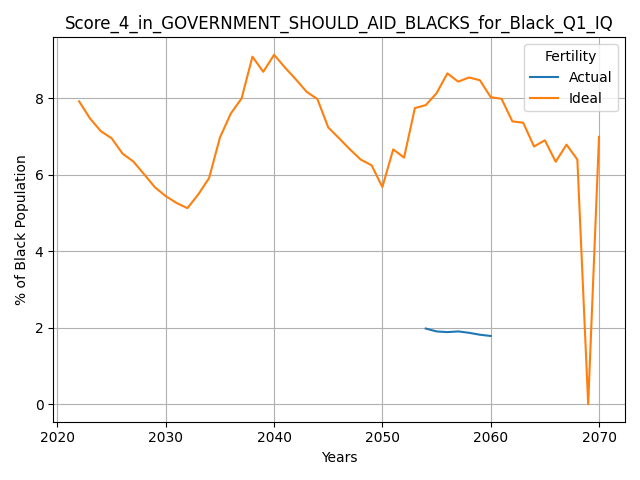 Score_4_in_GOVERNMENT_SHOULD_AID_BLACKS_for_Black_Q1_IQ
Fertility
Actual
Ideal
% of Black Population
8
6
4
2
0
2020 2030 2040 2050 2060 2070
Years